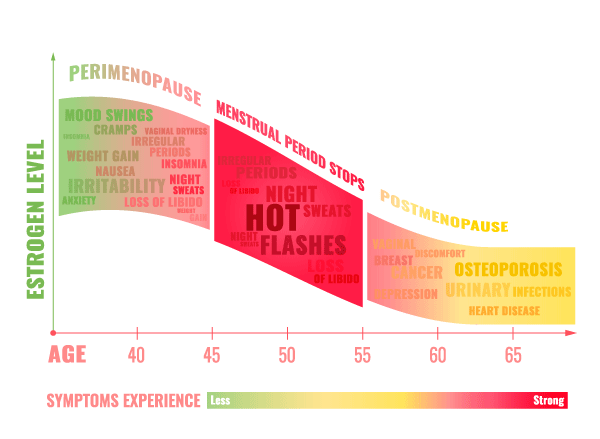 PERIMENOPAUSE
MENSTRUAL PERIOD STOPS
POSTMENOPAUSE
ESTROGEN LEVEL
MOOD SWINGS
CRAMPS
VAGINAL DRYNESS
IRREGULAR
PERIODS
WEIGHT GAIN
INSOMNIA
NAUSEA
IRRITABILITY
NIGHT
SWEATS
ANXIETY
LOSS OF LIBIDO
WEIGHT
GAIN
IRREGULAR
PERIODS
LOSS
OF LIBIDO
NIGHT
SWEATS
HOT
FLASHES
NIGHT
SWEATS
LOSS
OF LIBIDO
VAGINAL
DISCOMFORT
BREAST
CANCER
OSTEOPOROSIS
DEPRESSION
URINARY INFECTIONS
HEART DISEASE
AGE 40 45 50 55 60 65
SYMPTOMS EXPERIENCE Less Strong